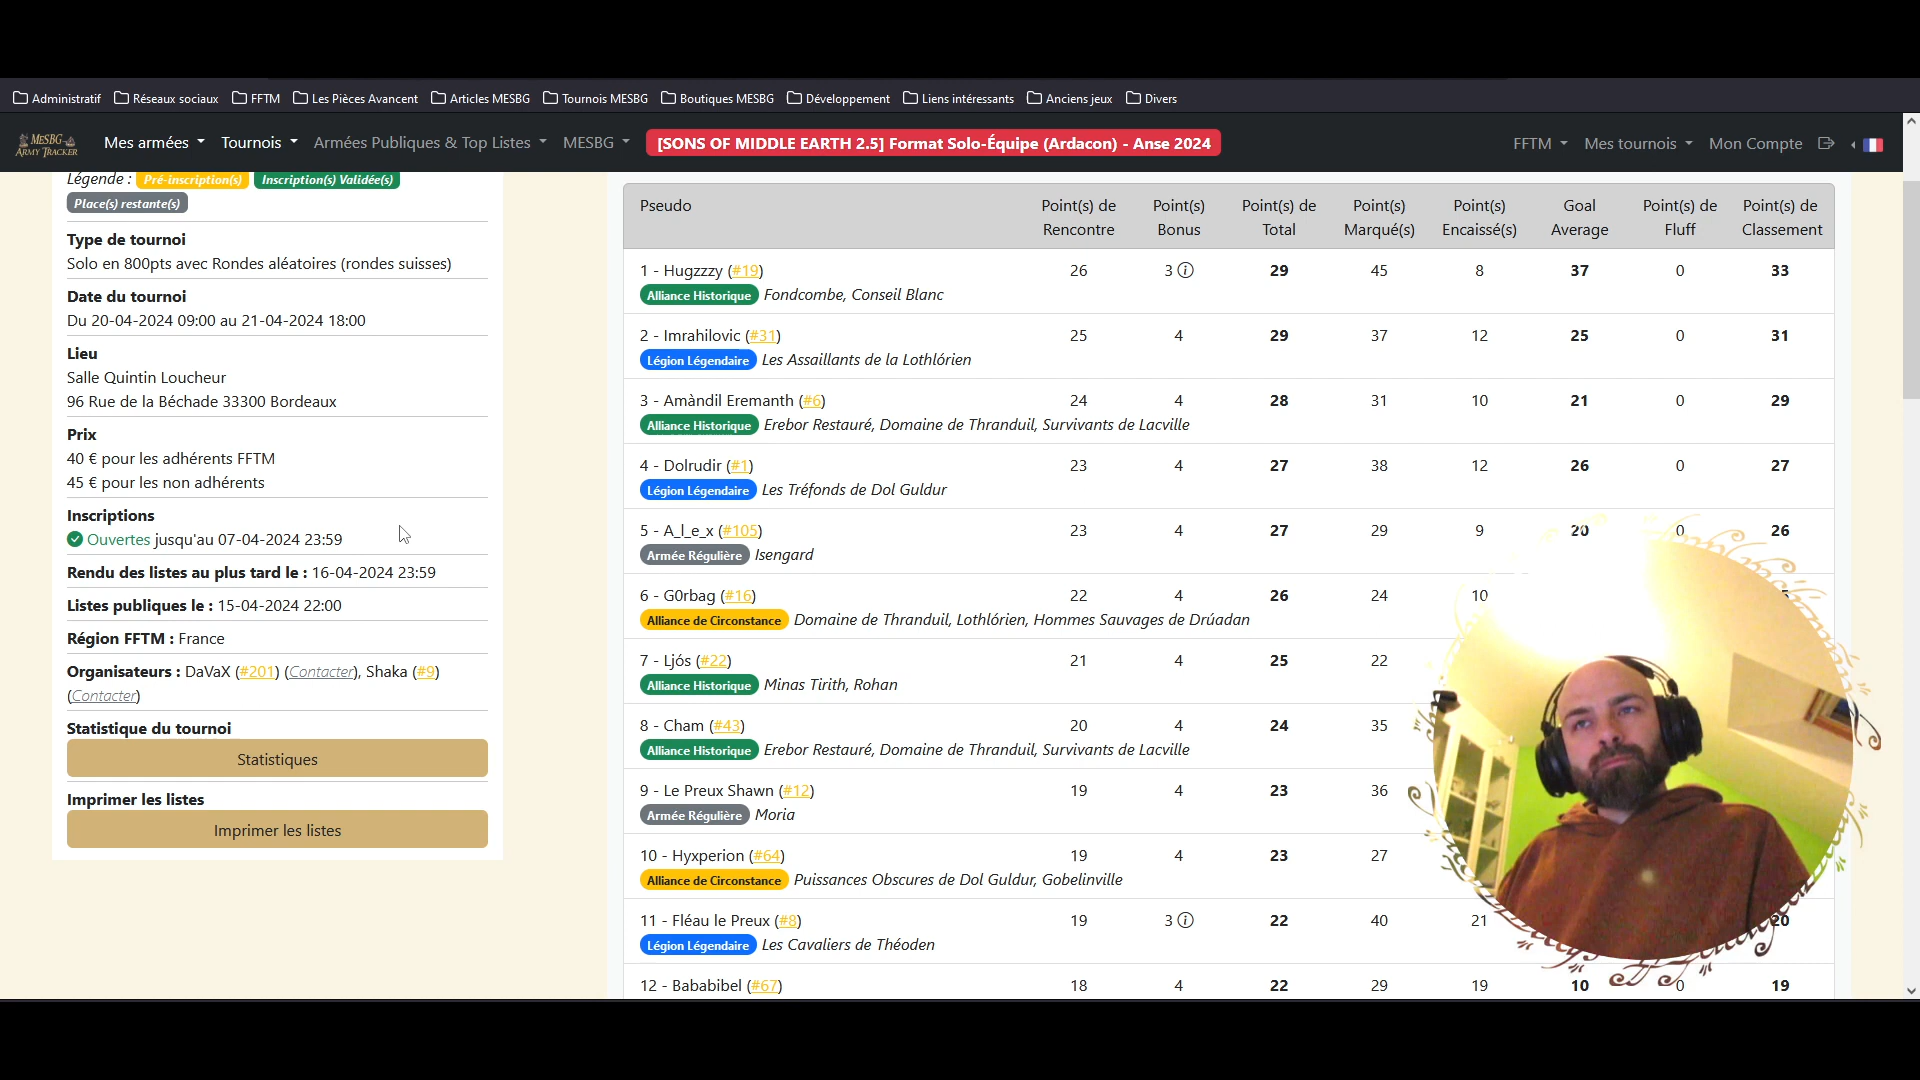 Administratif
Réseaux sociaux
FFTM
Les Pièces Avancent
Articles MESBG
Tournois MESBG
Boutiques MESBG
Développement
Liens intéressants
Anciens jeux
Divers
MESBG
ARMY TRACKER
Mes armées
Tournois
Armées Publiques & Top Listes
MESBG
[SONS OF MIDDLE EARTH 2.5] Format Solo-Équipe (Ardacon) - Anse 2024
FFTM
Mes tournois
Mon Compte
Légende : Pré-inscription(s) Inscription(s) Validée(s)
Place(s) restante(s)
Type de tournoi
Solo en 800pts avec Rondes aléatoires (rondes suisses)
Date du tournoi
Du 20-04-2024 09:00 au 21-04-2024 18:00
Lieu
Salle Quintin Loucheur
96 Rue de la Béchade 33300 Bordeaux
Prix
40 € pour les adhérents FFTM
45 € pour les non adhérents
Inscriptions
Ouvertes jusqu'au 07-04-2024 23:59
Rendu des listes au plus tard le : 16-04-2024 23:59
Listes publiques le : 15-04-2024 22:00
Région FFTM : France
Organisateurs : DaVaX (#201) (Contacter), Shaka (#9)
(Contacter)
Statistique du tournoi
Statistiques
Imprimer les listes
Imprimer les listes
Pseudo
Point(s) de Rencontre
Point(s) Bonus
Point(s) de Total
Point(s) Marqué(s)
Point(s) Encaissé(s)
Goal Average
Point(s) de Fluff
Point(s) de Classement
1 - Hugzzzy (#19) 26 3 29 45 8 37 0 33
Alliance Historique Fondcombe, Conseil Blanc
2 - Imrahilovic (#31) 25 4 29 37 12 25 0 31
Légion Légendaire Les Assaillants de la Lothlórien
3 - Amàndil Eremanth (#6) 24 4 28 31 10 21 0 29
Alliance Historique Erebor Restauré, Domaine de Thranduil, Survivants de Lacville
4 - Dolrudir (#1) 23 4 27 38 12 26 0 27
Légion Légendaire Les Tréfonds de Dol Guldur
5 - A_l_e_x (#105) 23 4 27 29 9 20 0 26
Armée Régulière Isengard
6 - G0rbag (#16) 22 4 26 24 10
Alliance de Circonstance Domaine de Thranduil, Lothlórien, Hommes Sauvages de Drúadan
7 - Ljós (#22) 21 4 25 22
Alliance Historique Minas Tirith, Rohan
8 - Cham (#43) 20 4 24 35
Alliance Historique Erebor Restauré, Domaine de Thranduil, Survivants de Lacville
9 - Le Preux Shawn (#12) 19 4 23 36
Armée Régulière Moria
10 - Hyxperion (#64) 19 4 23 27
Alliance de Circonstance Puissances Obscures de Dol Guldur, Gobelinville
11 - Fléau le Preux (#8) 19 3 22 40 21 20
Légion Légendaire Les Cavaliers de Théoden
12 - Bababibel (#67) 18 4 22 29 19 10 0 19